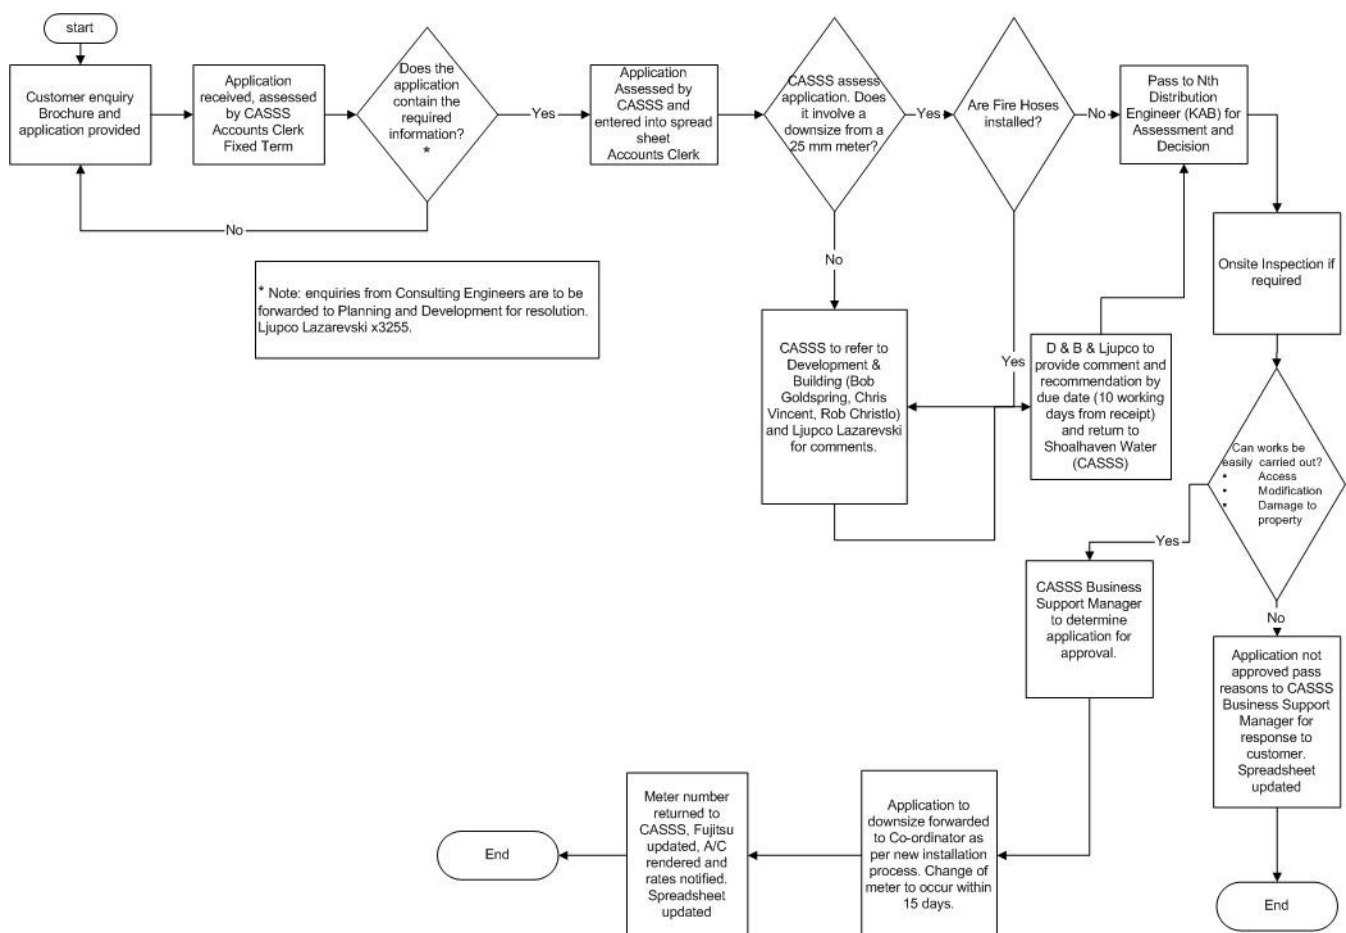 start
Customer enquiry
Brochure and
application provided
Application
received, assessed
by CASSS
Accounts Clerk
Fixed Term
Does the
application
contain the
required
information?
*
Yes
No
Application
Assessed by
CASSS and
entered into spread
sheet
Accounts Clerk
CASSS assess
application. Does
it involve a
downsize from a
25 mm meter?
Yes
No
Are Fire Hoses
installed?
No
Yes
Pass to Nth
Distribution
Engineer (KAB) for
Assessment and
Decision
Onsite Inspection if
required
* Note: enquiries from Consulting Engineers are to be
forwarded to Planning and Development for resolution.
Ljupco Lazarevski x3255.
CASSS to refer to
Development &
Building (Bob
Goldspring, Chris
Vincent, Rob Christlo)
and Ljupco Lazarevski
for comments.
D & B & Ljupco to
provide comment and
recommendation by
due date (10 working
days from receipt)
and return to
Shoalhaven Water
(CASSS)
Can works be
easily carried out?
▪ Access
▪ Modification
▪ Damage to
property
Yes
No
CASSS Business
Support Manager
to determine
application for
approval.
Application not
approved pass
reasons to CASSS
Business Support
Manager for
response to
customer.
Spreadsheet
updated
Application to
downsize forwarded
to Co-ordinator as
per new installation
process. Change of
meter to occur within
15 days.
Meter number
returned to
CASSS, Fujitsu
updated, A/C
rendered and
rates notified.
Spreadsheet
updated
End
End